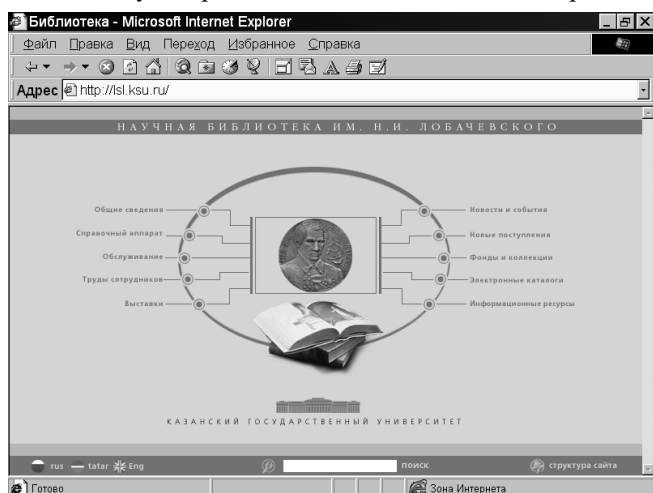 Библиотека - Microsoft Internet Explorer
Файл Правка Вид Переход Избранное Справка
Адрес http://lsl.ksu.ru/
НАУЧНАЯ БИБЛИОТЕКА ИМ. Н.И. ЛОБАЧЕВСКОГО
Общие сведения
Новости и события
Справочный аппарат
Новые поступления
Обслуживание
Фонды и коллекции
Труды сотрудников
Электронные каталоги
Выставки
Информационные ресурсы
КАЗАНСКИЙ ГОСУДАРСТВЕННЫЙ УНИВЕРСИТЕТ
rus tatar Eng поиск структура сайта
Готово Зона Интернета